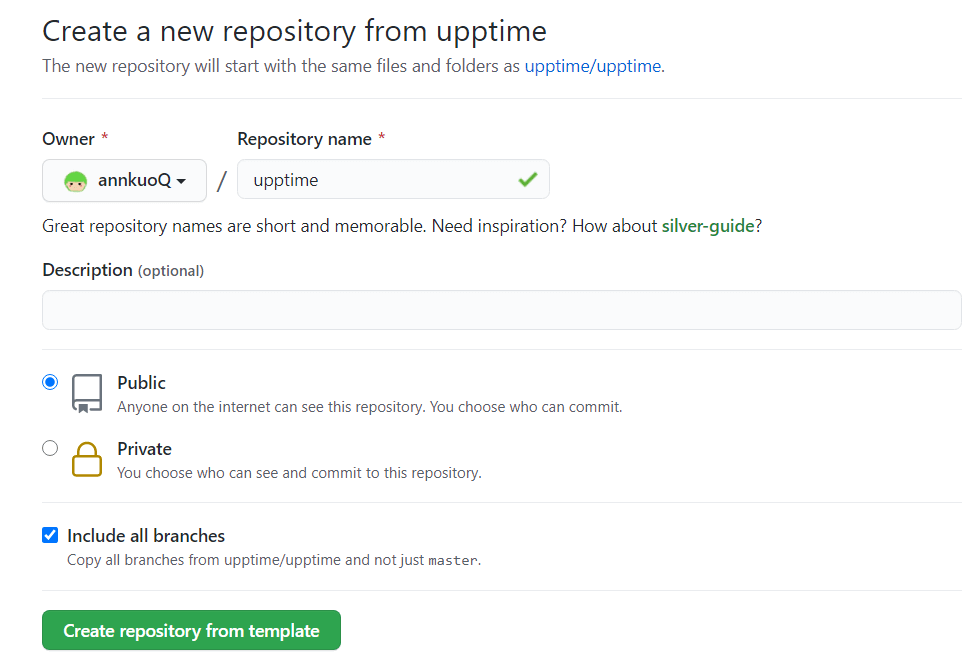 Create a new repository from upptime
The new repository will start with the same files and folders as upptime/upptime.
Owner * Repository name *
annkuoQ / upptime
Great repository names are short and memorable. Need inspiration? How about silver-guide?
Description (optional)
Public
Anyone on the internet can see this repository. You choose who can commit.
Private
You choose who can see and commit to this repository.
Include all branches
Copy all branches from upptime/upptime and not just master.
Create repository from template